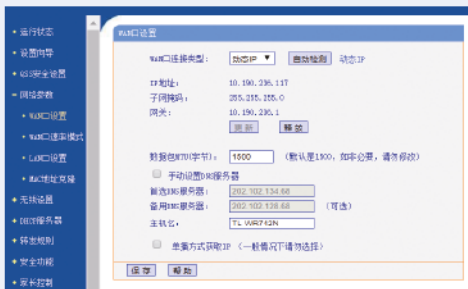 运行状态
设置向导
QSS安全设置
网络参数
WAN口设置
WAN口速率模式
LAN口设置
MAC地址克隆
无线设置
DHCP服务器
转发规则
安全功能
家长控制
WAN口设置
WAN口连接类型： 动态IP 自动检测 动态IP
IP地址： 10.190.236.117
子网掩码： 255.255.255.0
网关： 10.190.236.1
更新 释放
数据包MTU(字节)： 1500 （默认是1500，如非必要，请勿修改）
手动设置DNS服务器
首选DNS服务器： 202.102.134.68
备用DNS服务器： 202.102.128.68 （可选）
主机名： TL-WR742N
单播方式获取IP （一般情况下请勿选择）
保存 帮助